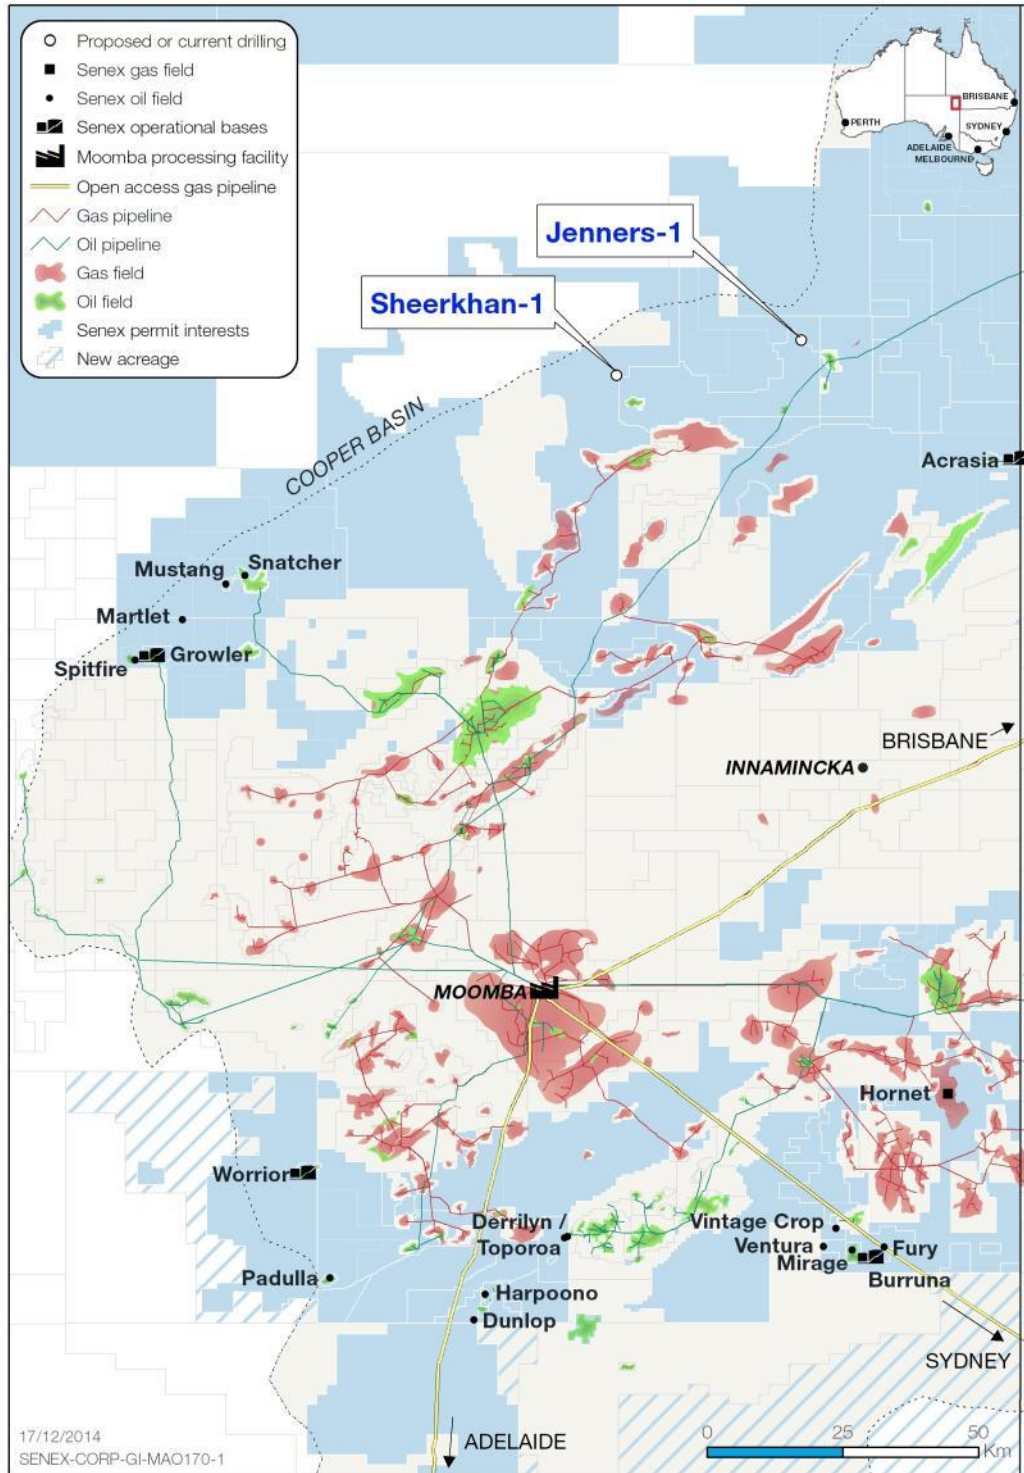 Proposed or current drilling
Senex gas field
Senex oil field
Senex operational bases
Moomba processing facility
Open access gas pipeline
Gas pipeline
Oil pipeline
Gas field
Oil field
Senex permit interests
New acreage
BRISBANE
PERTH
SYDNEY
ADELAIDE
MELBOURNE
Jenners-1
Sheerkhan-1
COOPER BASIN
Acrasia
Snatcher
Mustang
Martlet
Growler
Spitfire
BRISBANE
INNAMINCKA
MOOMBA
Hornet
Worrior
Derrilyn /
Toporoa
Vintage Crop
Ventura
Fury
Mirage
Burruna
Padulla
Harpoono
Dunlop
SYDNEY
ADELAIDE
17/12/2014
SENEX-CORP-GI-MAO170-1
0 25 50
Km